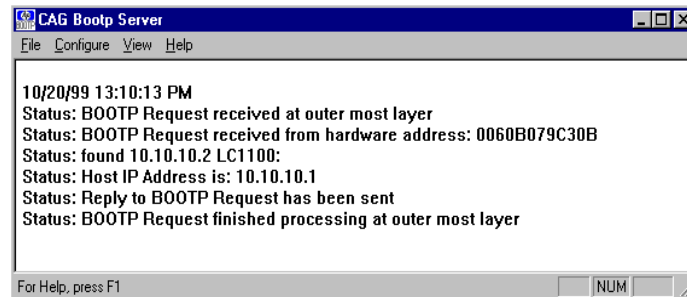 CAG Bootp Server
File Configure View Help
10/20/99 13:10:13 PM
Status: BOOTP Request received at outer most layer
Status: BOOTP Request received from hardware address: 0060B079C30B
Status: found 10.10.10.2 LC1100:
Status: Host IP Address is: 10.10.10.1
Status: Reply to BOOTP Request has been sent
Status: BOOTP Request finished processing at outer most layer
For Help, press F1 NUM